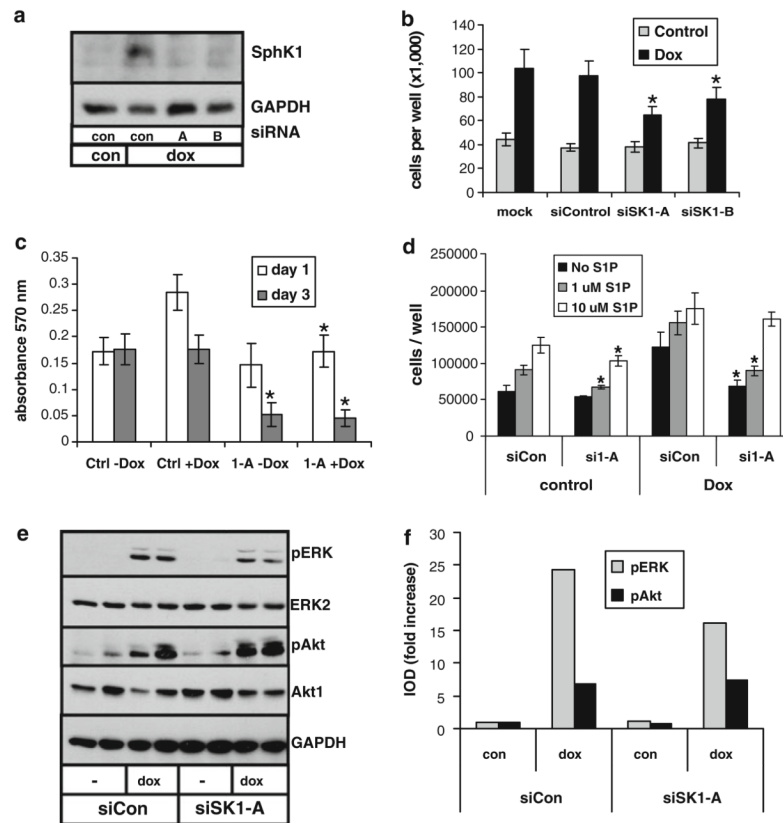 a
SphK1
GAPDH
con con A B siRNA
con dox
b
cells per well (x1,000)
140
120
100
80
60
40
20
0
Control
Dox
* *
mock siControl siSK1-A siSK1-B
c
absorbance 570 nm
0.35
0.3
0.25
0.2
0.15
0.1
0.05
0
day 1
day 3
* * *
Ctrl -Dox Ctrl +Dox 1-A -Dox 1-A +Dox
d
cells / well
250000
200000
150000
100000
50000
0
No S1P
1 uM S1P
10 uM S1P
* * * *
siCon si1-A siCon si1-A
control Dox
e
pERK
ERK2
pAkt
Akt1
GAPDH
- dox - dox
siCon siSK1-A
f
IOD (fold increase)
30
25
20
15
10
5
0
pERK
pAkt
con dox con dox
siCon siSK1-A